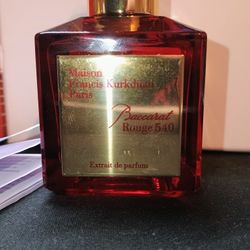 Maison
Francis Kurkdjian
Paris
Baccarat
Rouge 540
Extrait de parfum